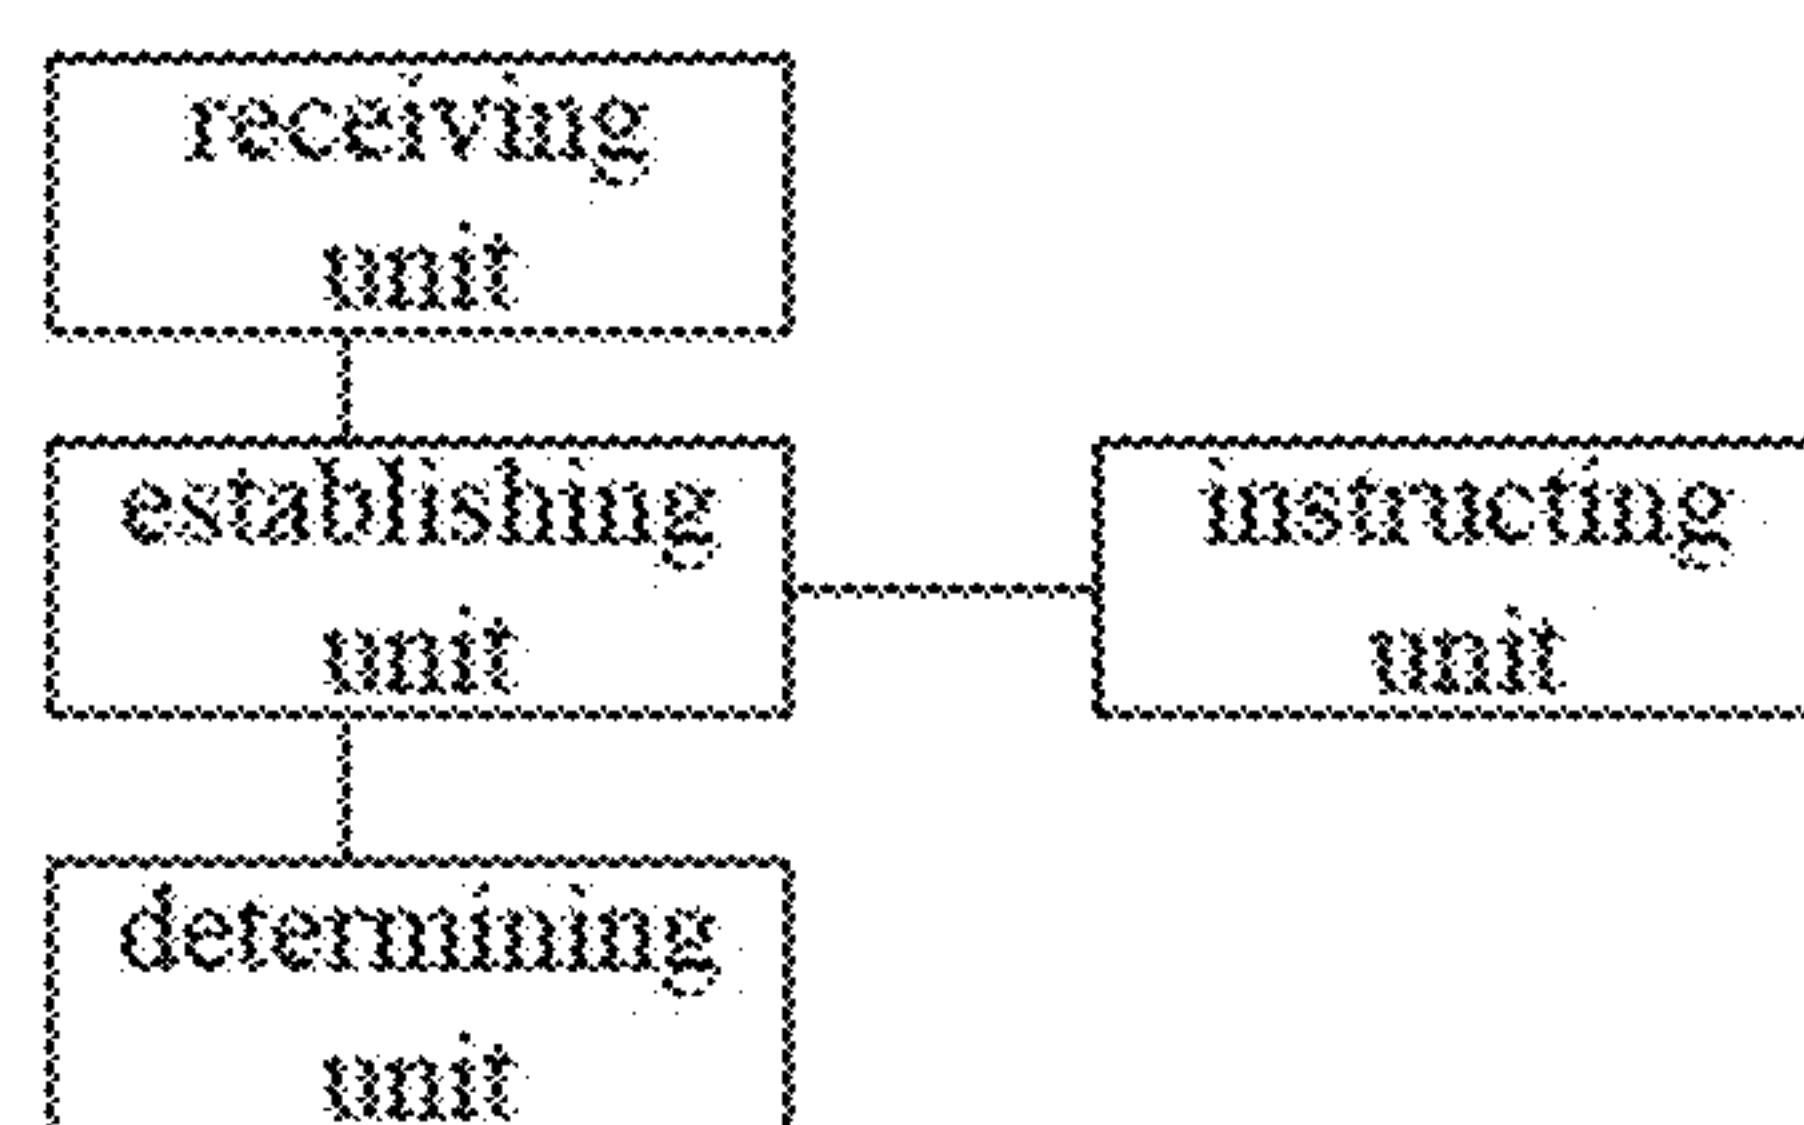 receiving
unit
establishing
unit
instructing
unit
determining
unit